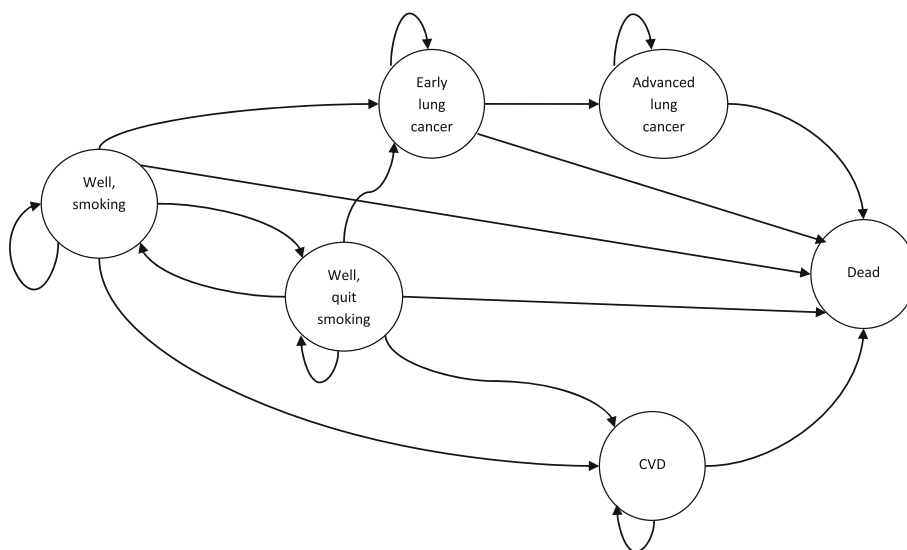 Early
lung
cancer
Advanced
lung
cancer
Well,
smoking
Well,
quit
smoking
Dead
CVD